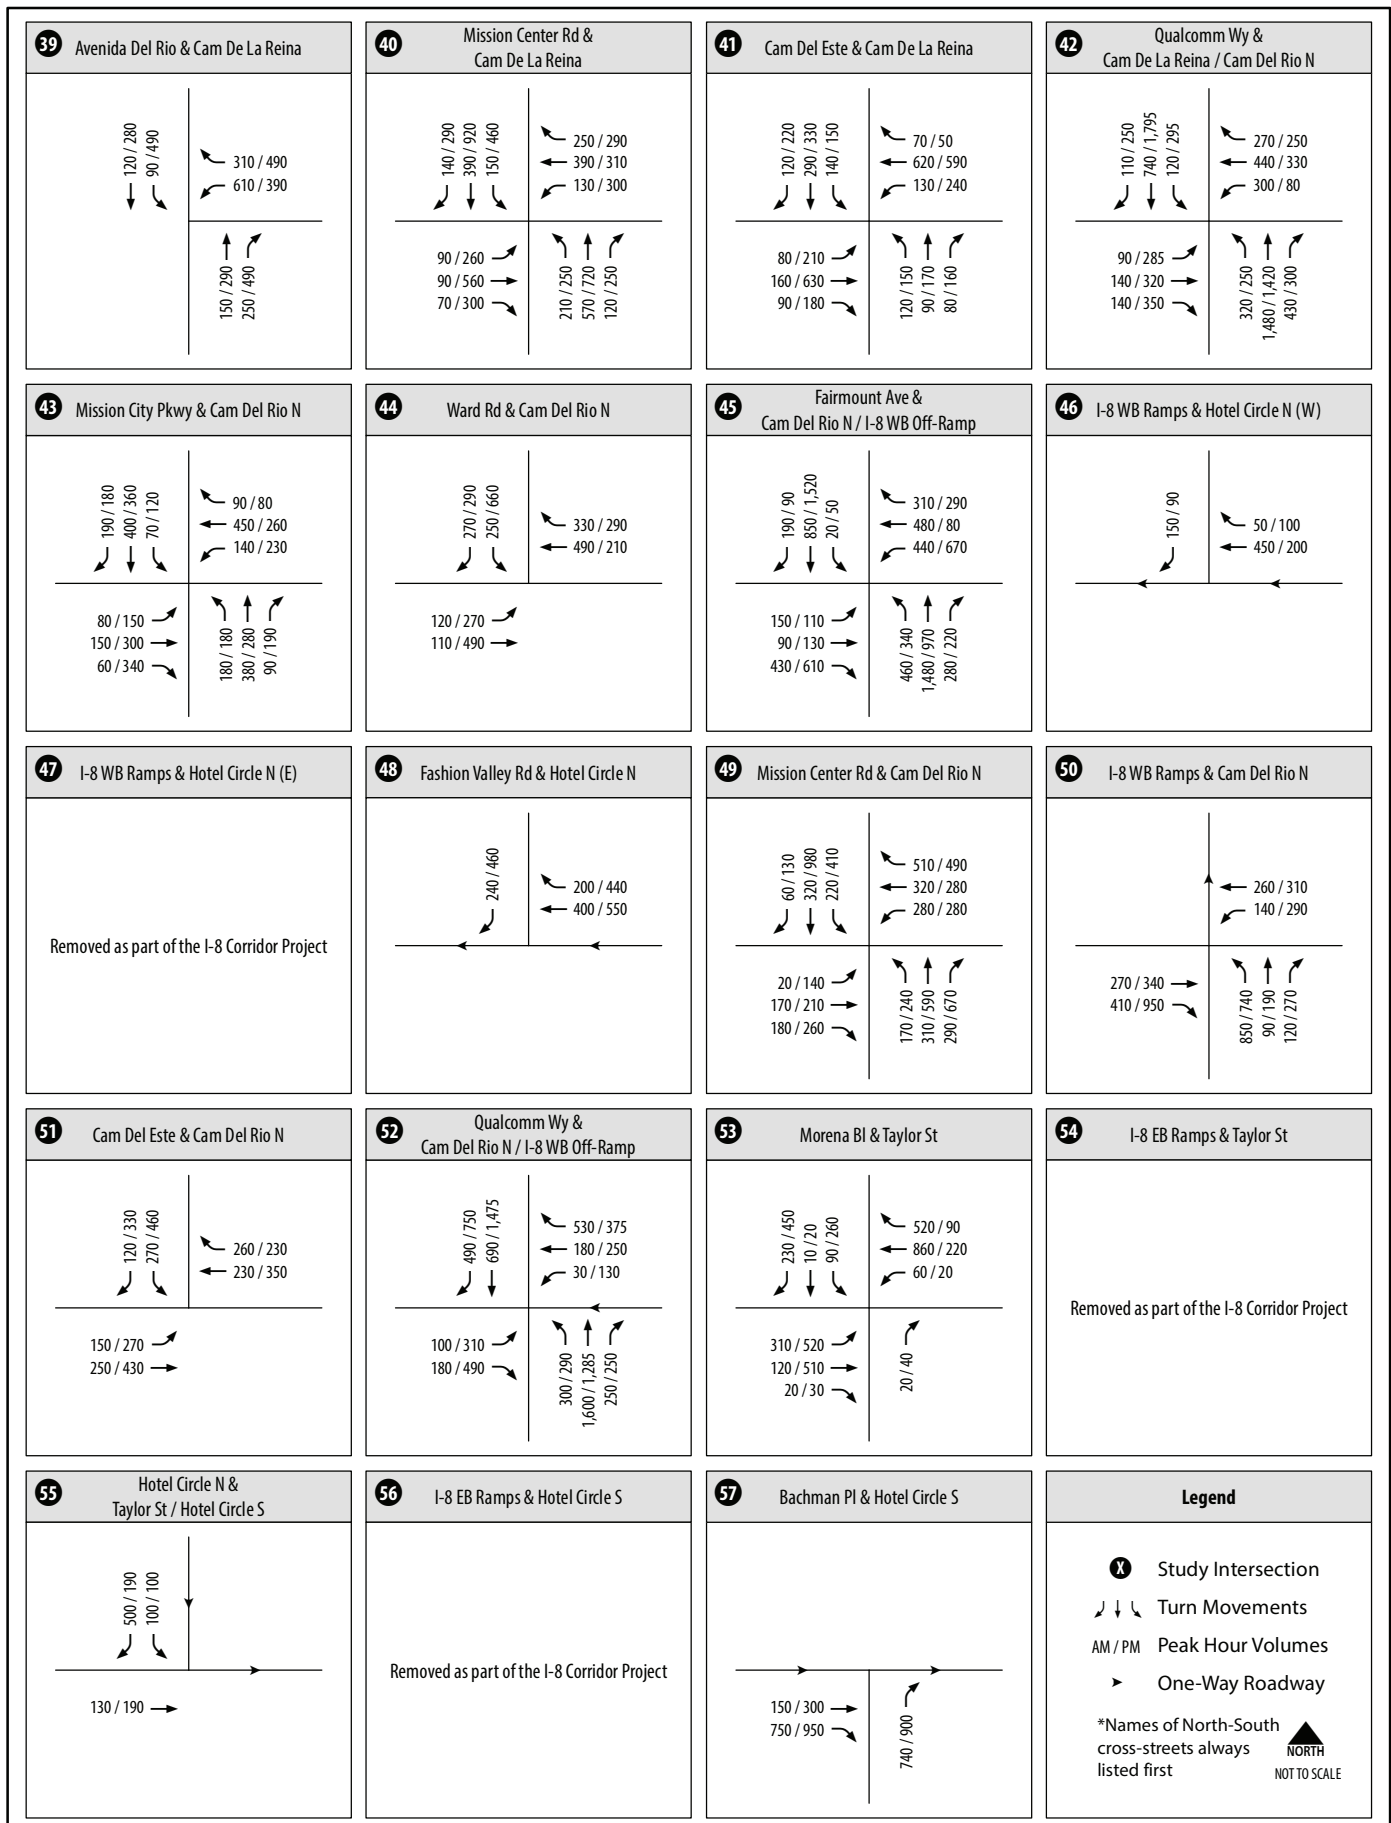 39 Avenida Del Rio & Cam De La Reina
120 / 280
90 / 490
310 / 490
610 / 390
150 / 290
250 / 490
40 Mission Center Rd &
Cam De La Reina
140 / 290
390 / 920
150 / 460
250 / 290
390 / 310
130 / 300
90 / 260
90 / 560
70 / 300
210 / 250
570 / 720
120 / 250
41 Cam Del Este & Cam De La Reina
120 / 220
290 / 330
140 / 150
70 / 50
620 / 590
130 / 240
80 / 210
160 / 630
90 / 180
120 / 150
90 / 170
80 / 160
42 Qualcomm Wy &
Cam De La Reina / Cam Del Rio N
110 / 250
740 / 1,795
120 / 295
270 / 250
440 / 330
300 / 80
90 / 285
140 / 320
140 / 350
320 / 250
1,480 / 1,420
430 / 300
43 Mission City Pkwy & Cam Del Rio N
190 / 180
400 / 360
70 / 120
90 / 80
450 / 260
140 / 230
80 / 150
150 / 300
60 / 340
180 / 180
380 / 280
90 / 190
44 Ward Rd & Cam Del Rio N
270 / 290
250 / 660
330 / 290
490 / 210
120 / 270
110 / 490
45 Fairmount Ave &
Cam Del Rio N / I-8 WB Off-Ramp
190 / 90
850 / 1,520
20 / 50
310 / 290
480 / 80
440 / 670
150 / 110
90 / 130
430 / 610
460 / 340
1,480 / 970
280 / 220
46 I-8 WB Ramps & Hotel Circle N (W)
150 / 90
50 / 100
450 / 200
47 I-8 WB Ramps & Hotel Circle N (E)
Removed as part of the I-8 Corridor Project
48 Fashion Valley Rd & Hotel Circle N
240 / 460
200 / 440
400 / 550
49 Mission Center Rd & Cam Del Rio N
60 / 130
320 / 980
220 / 410
510 / 490
320 / 280
280 / 280
20 / 140
170 / 210
180 / 260
170 / 240
310 / 590
290 / 670
50 I-8 WB Ramps & Cam Del Rio N
260 / 310
140 / 290
270 / 340
410 / 950
850 / 740
90 / 190
120 / 270
51 Cam Del Este & Cam Del Rio N
120 / 330
270 / 460
260 / 230
230 / 350
150 / 270
250 / 430
52 Qualcomm Wy &
Cam Del Rio N / I-8 WB Off-Ramp
490 / 750
690 / 1,475
530 / 375
180 / 250
30 / 130
100 / 310
180 / 490
300 / 290
1,600 / 1,285
250 / 250
53 Morena Bl & Taylor St
230 / 450
10 / 20
90 / 260
520 / 90
860 / 220
60 / 20
310 / 520
120 / 510
20 / 30
20 / 40
54 I-8 EB Ramps & Taylor St
Removed as part of the I-8 Corridor Project
55 Hotel Circle N &
Taylor St / Hotel Circle S
500 / 190
100 / 100
130 / 190
56 I-8 EB Ramps & Hotel Circle S
Removed as part of the I-8 Corridor Project
57 Bachman Pl & Hotel Circle S
150 / 300
750 / 950
740 / 900
Legend
X Study Intersection
Turn Movements
AM / PM Peak Hour Volumes
One-Way Roadway
*Names of North-South
cross-streets always
listed first
NORTH
NOT TO SCALE